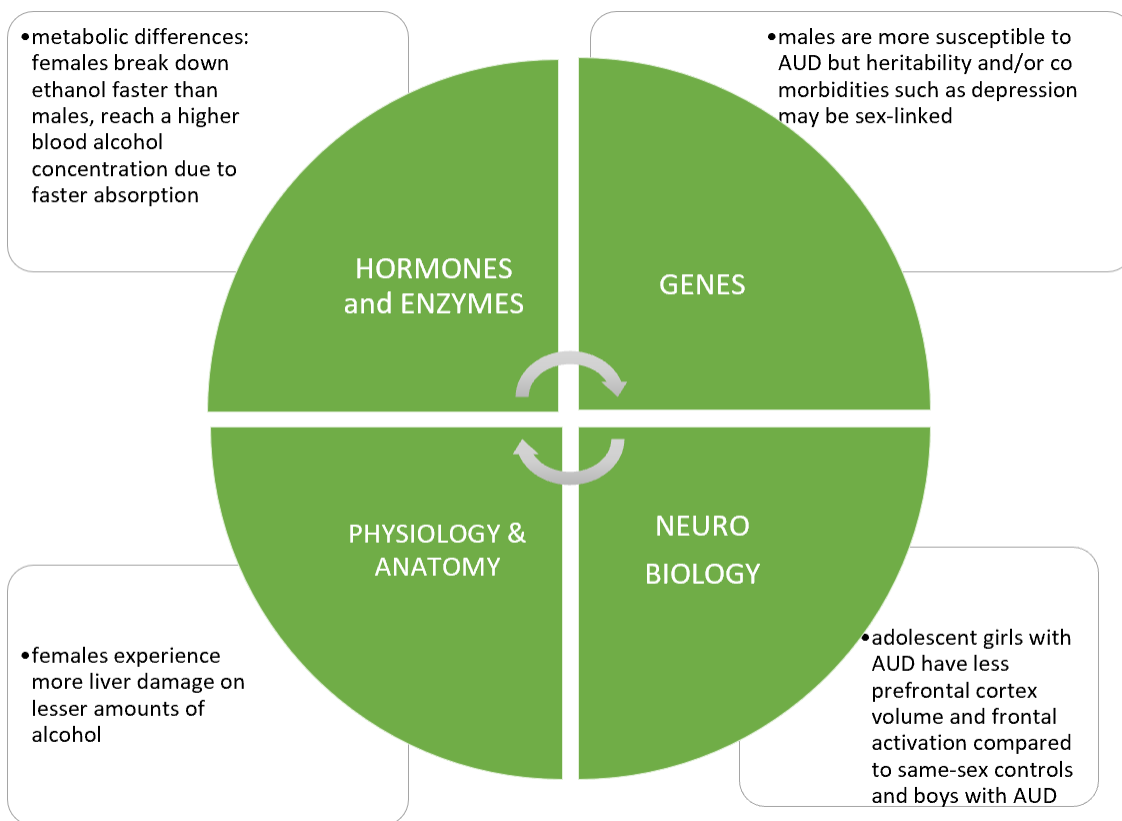 •metabolic differences:
females break down
ethanol faster than
males, reach a higher
blood alcohol
concentration due to
faster absorption
•males are more susceptible to
AUD but heritability and/or co
morbidities such as depression
may be sex-linked
HORMONES
and ENZYMES
GENES
PHYSIOLOGY &
ANATOMY
NEURO
BIOLOGY
•females experience
more liver damage on
lesser amounts of
alcohol
•adolescent girls with
AUD have less
prefrontal cortex
volume and frontal
activation compared
to same-sex controls
and boys with AUD